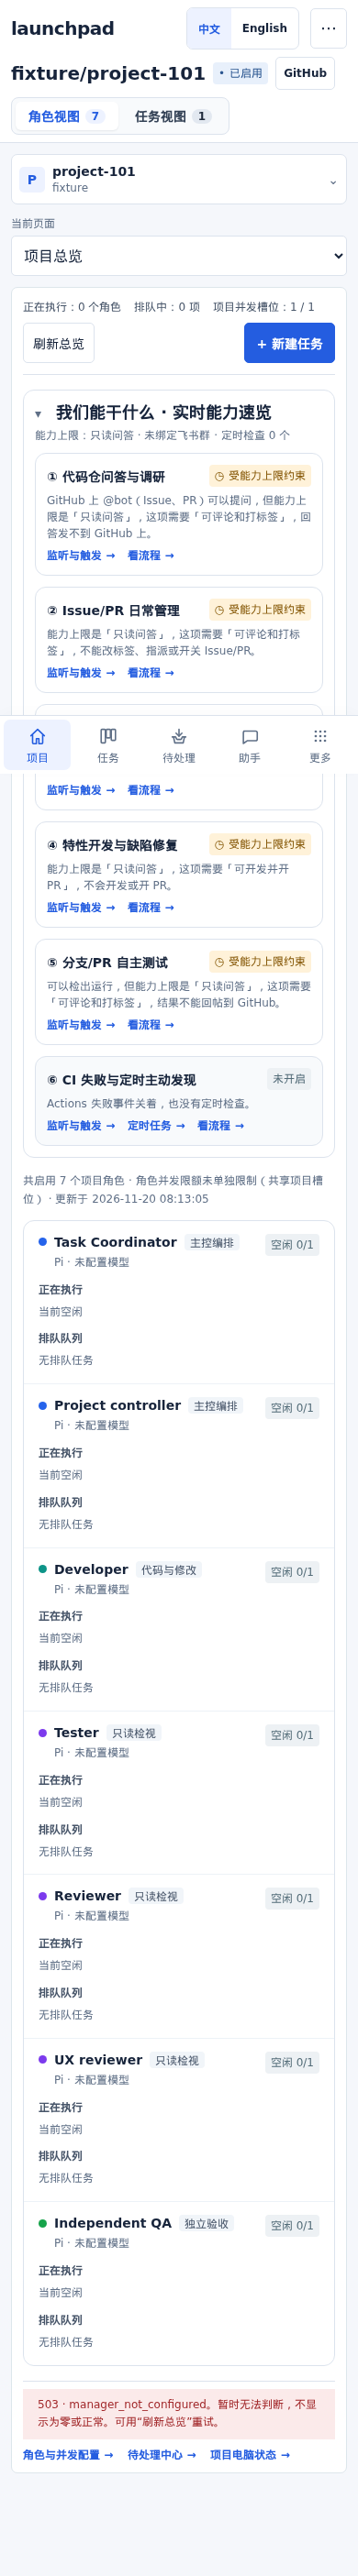 launchpad
中文 English ···
fixture/project-101 • 已启用 GitHub
角色视图 7 任务视图 1
P project-101
fixture
当前页面
项目总览
正在执行：0 个角色 排队中：0 项 项目并发槽位：1 / 1
刷新总览 + 新建任务
▾ 我们能干什么 · 实时能力速览
能力上限：只读问答 · 未绑定飞书群 · 定时检查 0 个
① 代码仓问答与调研 ◷ 受能力上限约束
GitHub 上 @bot（Issue、PR）可以提问，但能力上
限是「只读问答」，这项需要「可评论和打标签」，回
答发不到 GitHub 上。
监听与触发 → 看流程 →
② Issue/PR 日常管理 ◷ 受能力上限约束
能力上限是「只读问答」，这项需要「可评论和打标
签」，不能改标签、指派或开关 Issue/PR。
监听与触发 → 看流程 →
项目 任务 待处理 助手 更多
监听与触发 → 看流程 →
④ 特性开发与缺陷修复 ◷ 受能力上限约束
能力上限是「只读问答」，这项需要「可开发并开
PR」，不会开发或开 PR。
监听与触发 → 看流程 →
⑤ 分支/PR 自主测试 ◷ 受能力上限约束
可以检出运行，但能力上限是「只读问答」，这项需要
「可评论和打标签」，结果不能回帖到 GitHub。
监听与触发 → 看流程 →
⑥ CI 失败与定时主动发现 未开启
Actions 失败事件关着，也没有定时检查。
监听与触发 → 定时任务 → 看流程 →
共启用 7 个项目角色 · 角色并发限额未单独限制（共享项目槽
位） · 更新于 2026-11-20 08:13:05
Task Coordinator 主控编排 空闲 0/1
Pi · 未配置模型
正在执行
当前空闲
排队队列
无排队任务
Project controller 主控编排 空闲 0/1
Pi · 未配置模型
正在执行
当前空闲
排队队列
无排队任务
Developer 代码与修改 空闲 0/1
Pi · 未配置模型
正在执行
当前空闲
排队队列
无排队任务
Tester 只读检视 空闲 0/1
Pi · 未配置模型
正在执行
当前空闲
排队队列
无排队任务
Reviewer 只读检视 空闲 0/1
Pi · 未配置模型
正在执行
当前空闲
排队队列
无排队任务
UX reviewer 只读检视 空闲 0/1
Pi · 未配置模型
正在执行
当前空闲
排队队列
无排队任务
Independent QA 独立验收 空闲 0/1
Pi · 未配置模型
正在执行
当前空闲
排队队列
无排队任务
503 · manager_not_configured。暂时无法判断，不显
示为零或正常。可用“刷新总览”重试。
角色与并发配置 → 待处理中心 → 项目电脑状态 →